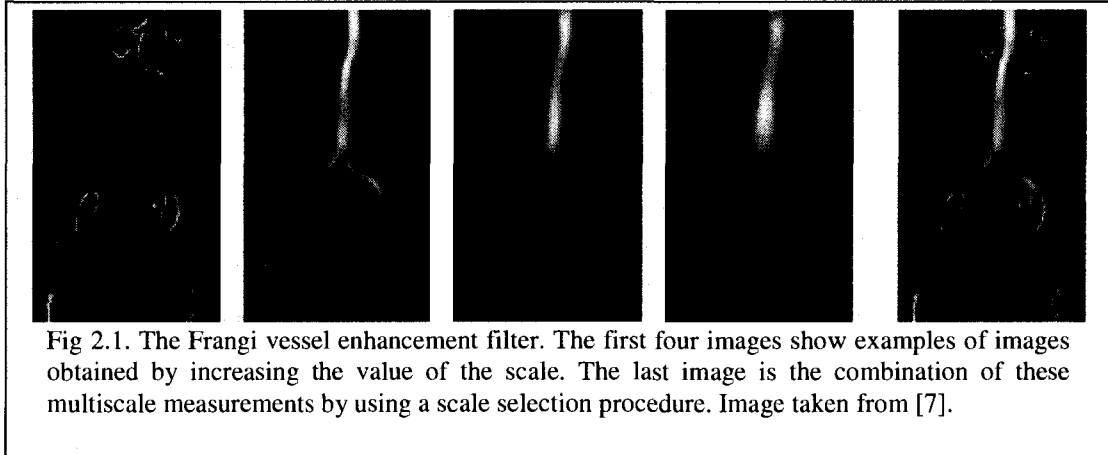 Fig 2.1. The Frangi vessel enhancement filter. The first four images show examples of images
obtained by increasing the value of the scale. The last image is the combination of these
multiscale measurements by using a scale selection procedure. Image taken from [7].